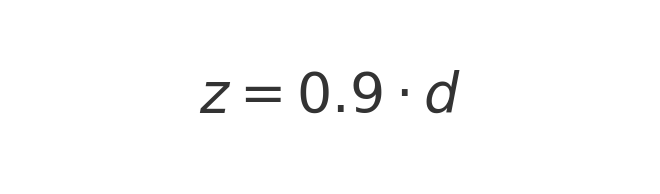 z = 0.9 · d